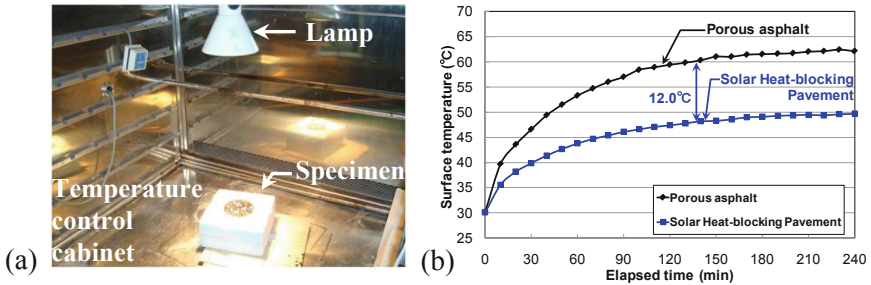 Lamp
Specimen
Temperature
control
cabinet
(a)
Surface temperature (℃)
70
65
60
55
50
45
40
35
30
25
Porous asphalt
Solar Heat-blocking
Pavement
12.0℃
Porous asphalt
Solar Heat-blocking Pavement
0 30 60 90 120 150 180 210 240
Elapsed time (min)
(b)